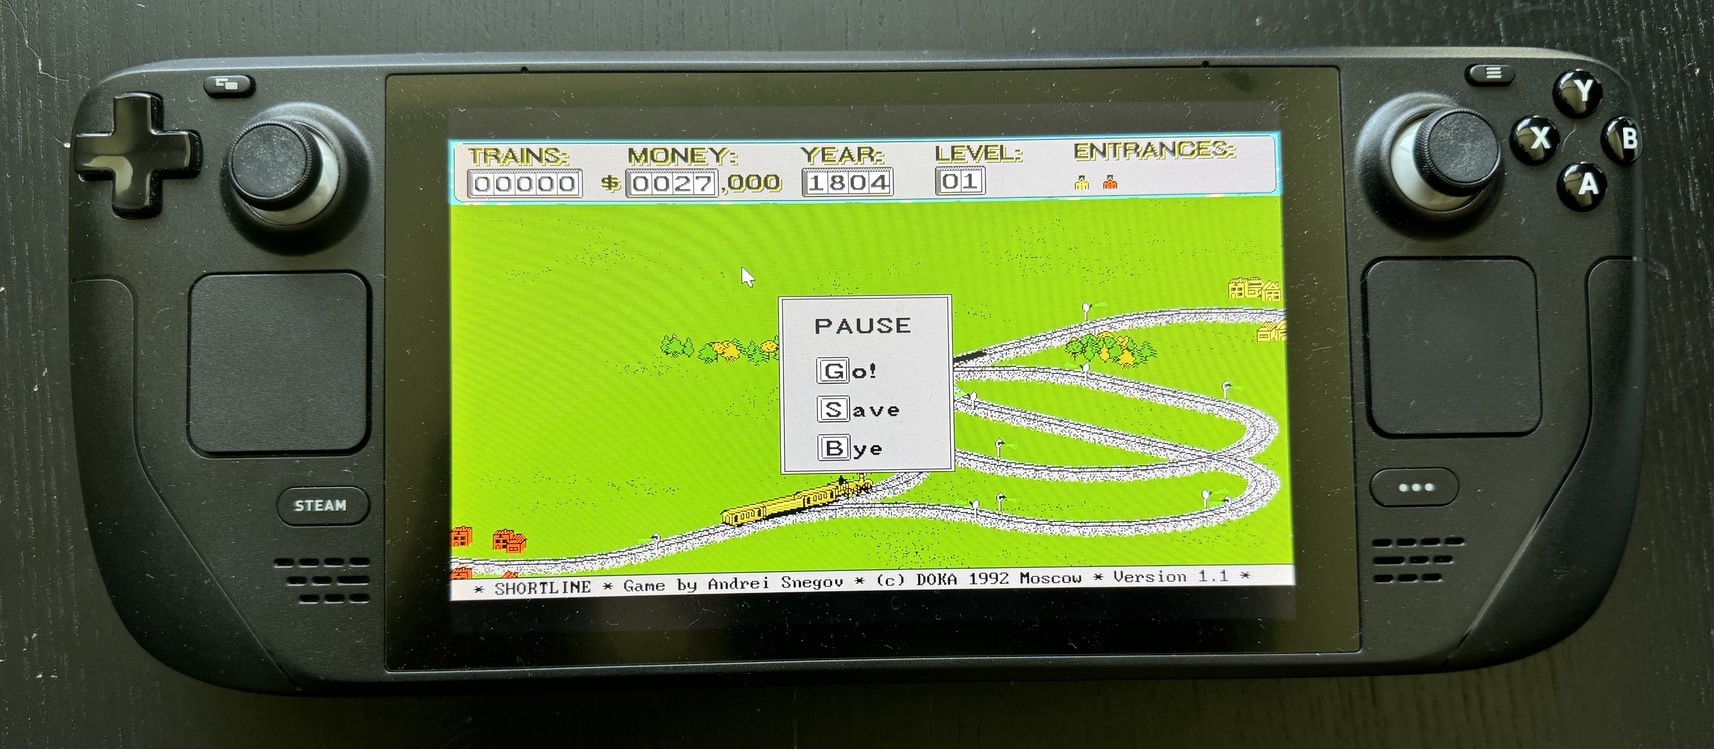 TRAINS: MONEY: YEAR: LEVEL: ENTRANCES:
00000 $ 0027,000 1804 01
PAUSE
Go!
Save
Bye
* SHORTLINE * Game by Andrei Snegov * (c) DOKA 1992 Moscow * Version 1.1 *
STEAM
Y
X
B
A